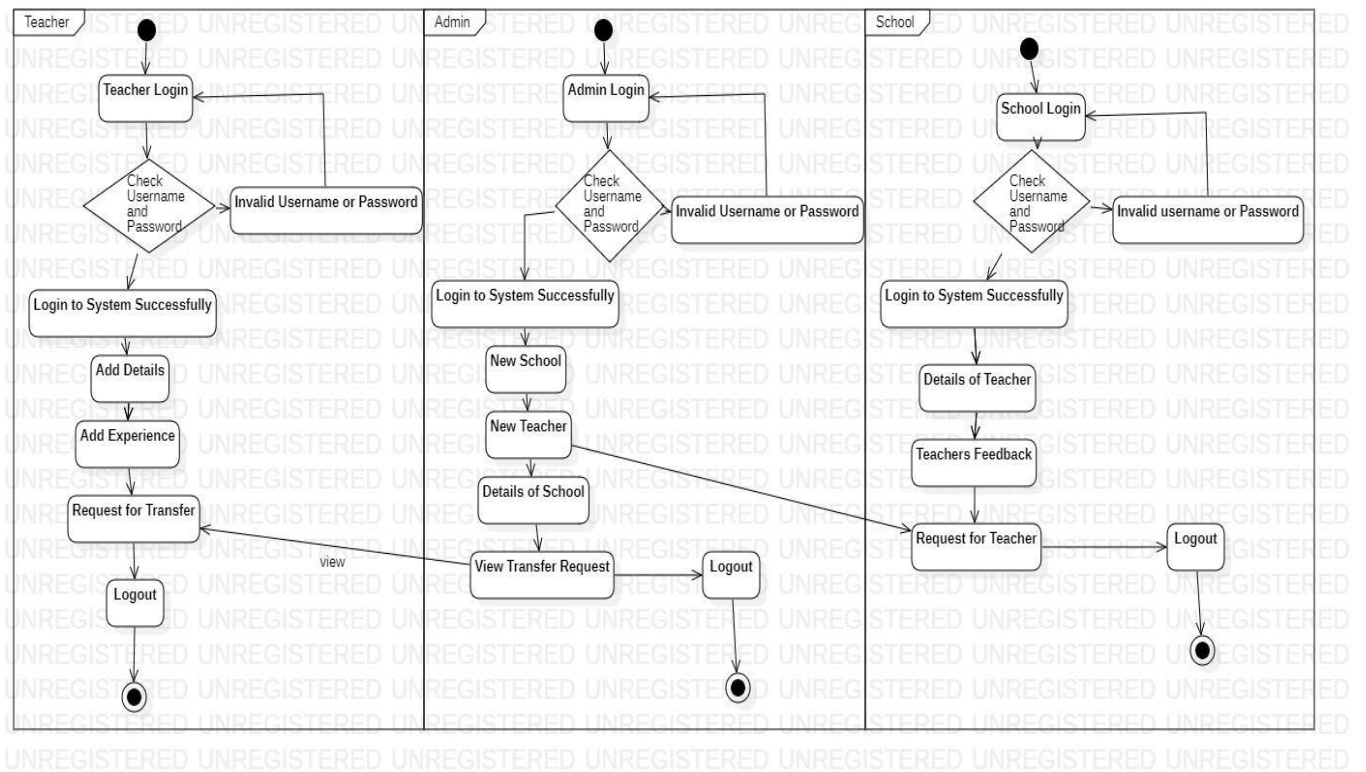 Teacher
Teacher Login
Check
Username
and
Password
Invalid Username or Password
Login to System Successfully
Add Details
Add Experience
Request for Transfer
Logout
view
Admin
Admin Login
Check
Username
and
Password
Invalid Username or Password
Login to System Successfully
New School
New Teacher
Details of School
View Transfer Request
Logout
School
School Login
Check
Username
and
Password
Invalid username or Password
Login to System Successfully
Details of Teacher
Teachers Feedback
Request for Teacher
Logout
UNREGISTERED UNREGISTERED UNREGISTERED UNREGISTERED UNREGISTERED UNREGISTERED UNREGISTERED